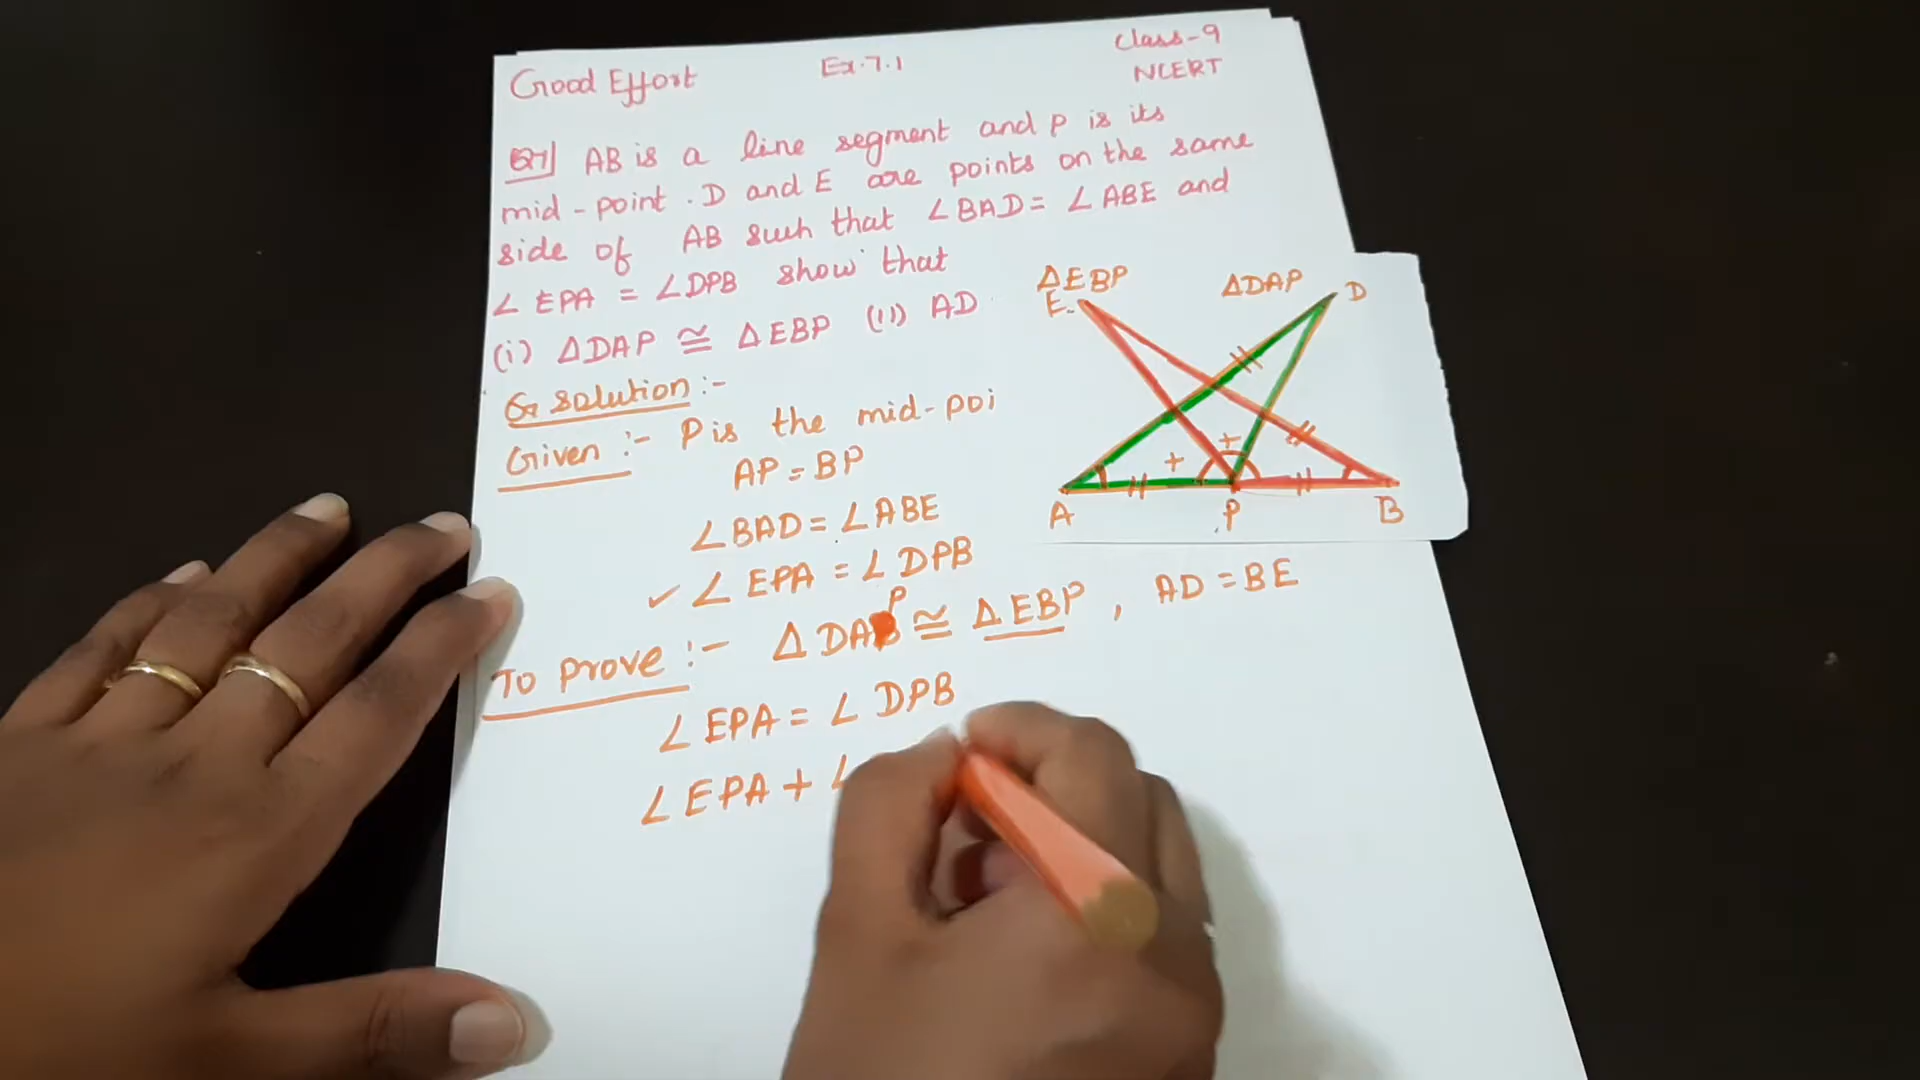 Good Effort Ex.7.1 Class-9
NCERT
Q7 AB is a line segment and P is its
mid-point. D and E are points on the same
side of AB such that ∠BAD = ∠ABE and
∠EPA = ∠DPB show that
(i) ΔDAP ≅ ΔEBP (ii) AD
Solution:-
Given:- P is the mid-poi
AP = BP
∠BAD = ∠ABE
✓ ∠EPA = ∠DPB
P
To Prove:- ΔDA ≅ ΔEBP, AD = BE
∠EPA = ∠DPB
∠EPA + ∠
ΔEBP ΔDAP
E D
A P B